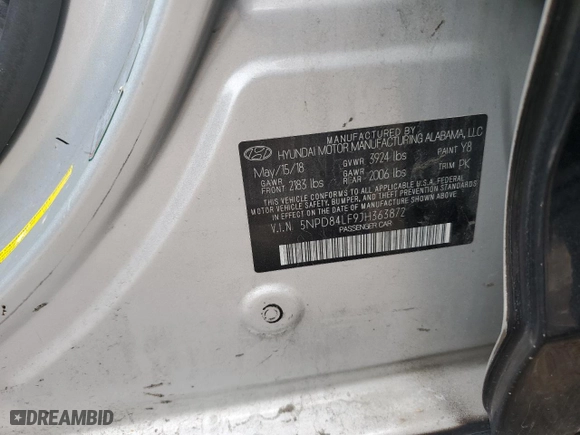 MANUFACTURED BY
HYUNDAI MOTOR MANUFACTURING ALABAMA, LLC
May/15/18 GVWR 3924 lbs PAINT Y8
GAWR FRONT 2183 lbs GAWR REAR 2006 lbs TRIM PK
THIS VEHICLE CONFORMS TO ALL APPLICABLE U.S.A. FEDERAL
MOTOR VEHICLE SAFETY, BUMPER, AND THEFT PREVENTION STANDARDS
IN EFFECT ON THE DATE OF MANUFACTURE SHOWN ABOVE
V.I.N. 5NPD84LF9JH363872
PASSENGER CAR
DREAMBID